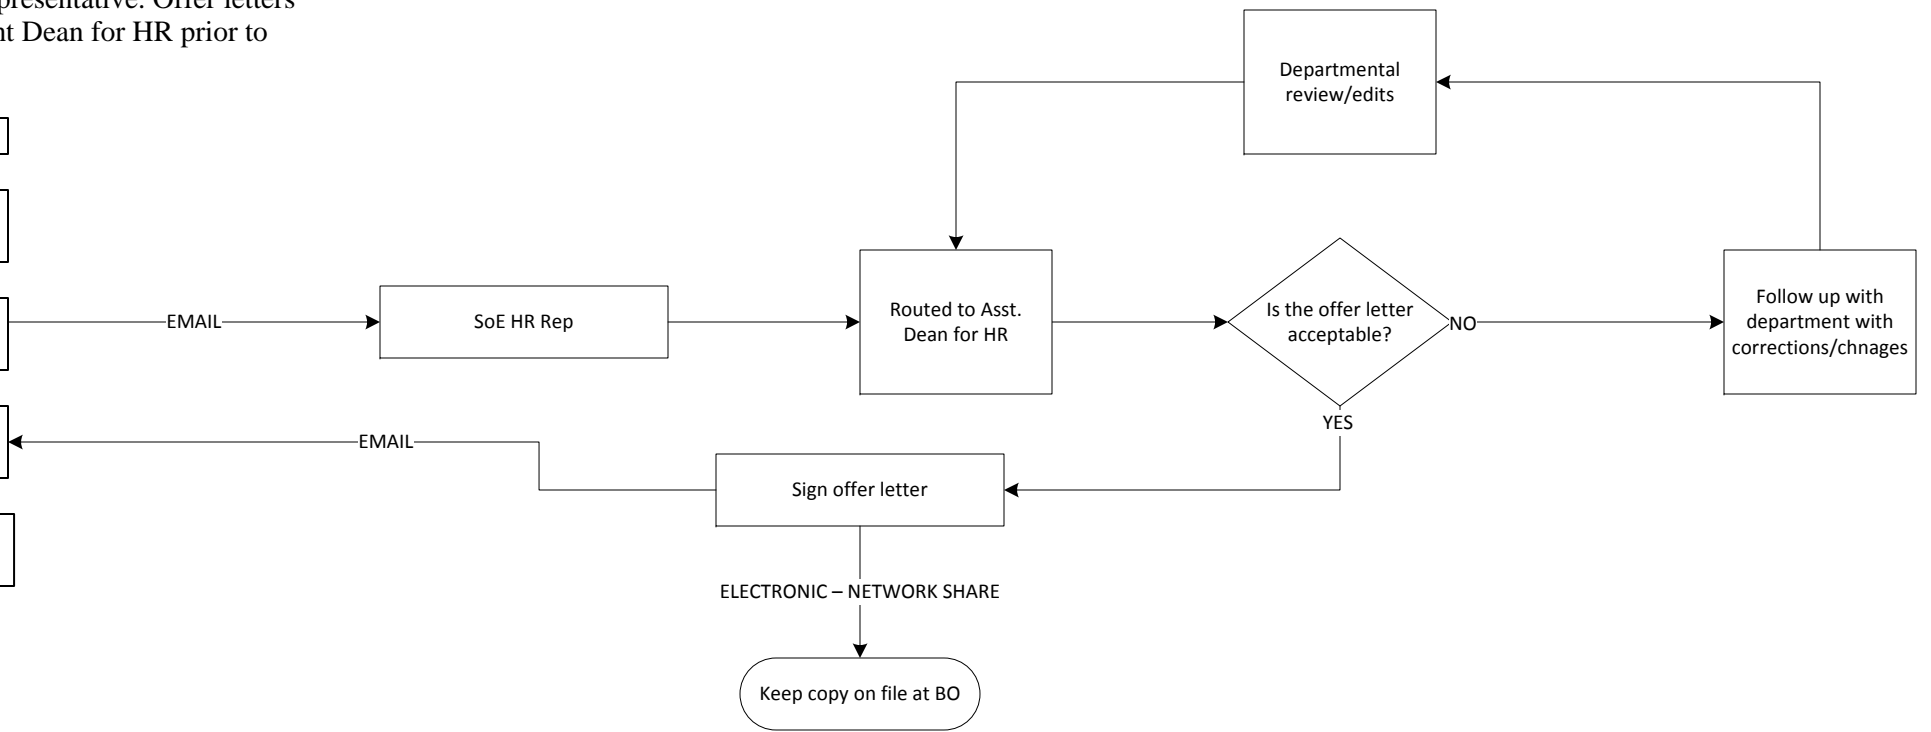 presentative. Offer letters
nt Dean for HR prior to
Departmental
review/edits
EMAIL
SoE HR Rep
Routed to Asst.
Dean for HR
Is the offer letter
acceptable?
NO
Follow up with
department with
corrections/chnages
YES
EMAIL
Sign offer letter
ELECTRONIC – NETWORK SHARE
Keep copy on file at BO